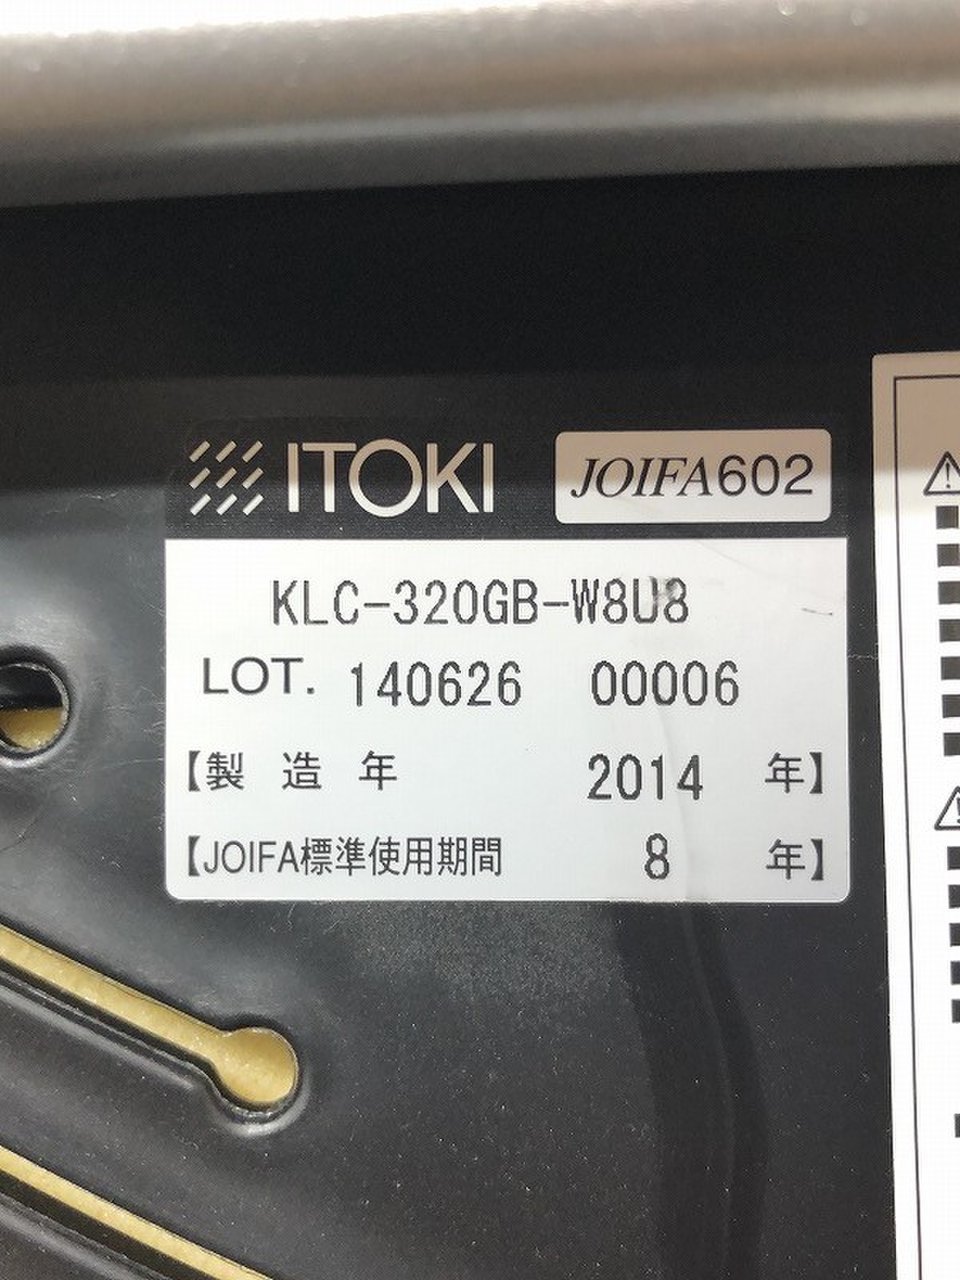 ITOKI JOIFA602
KLC-320GB-W8U8
LOT. 140626 00006
【製造年 2014 年】
【JOIFA標準使用期間 8 年】